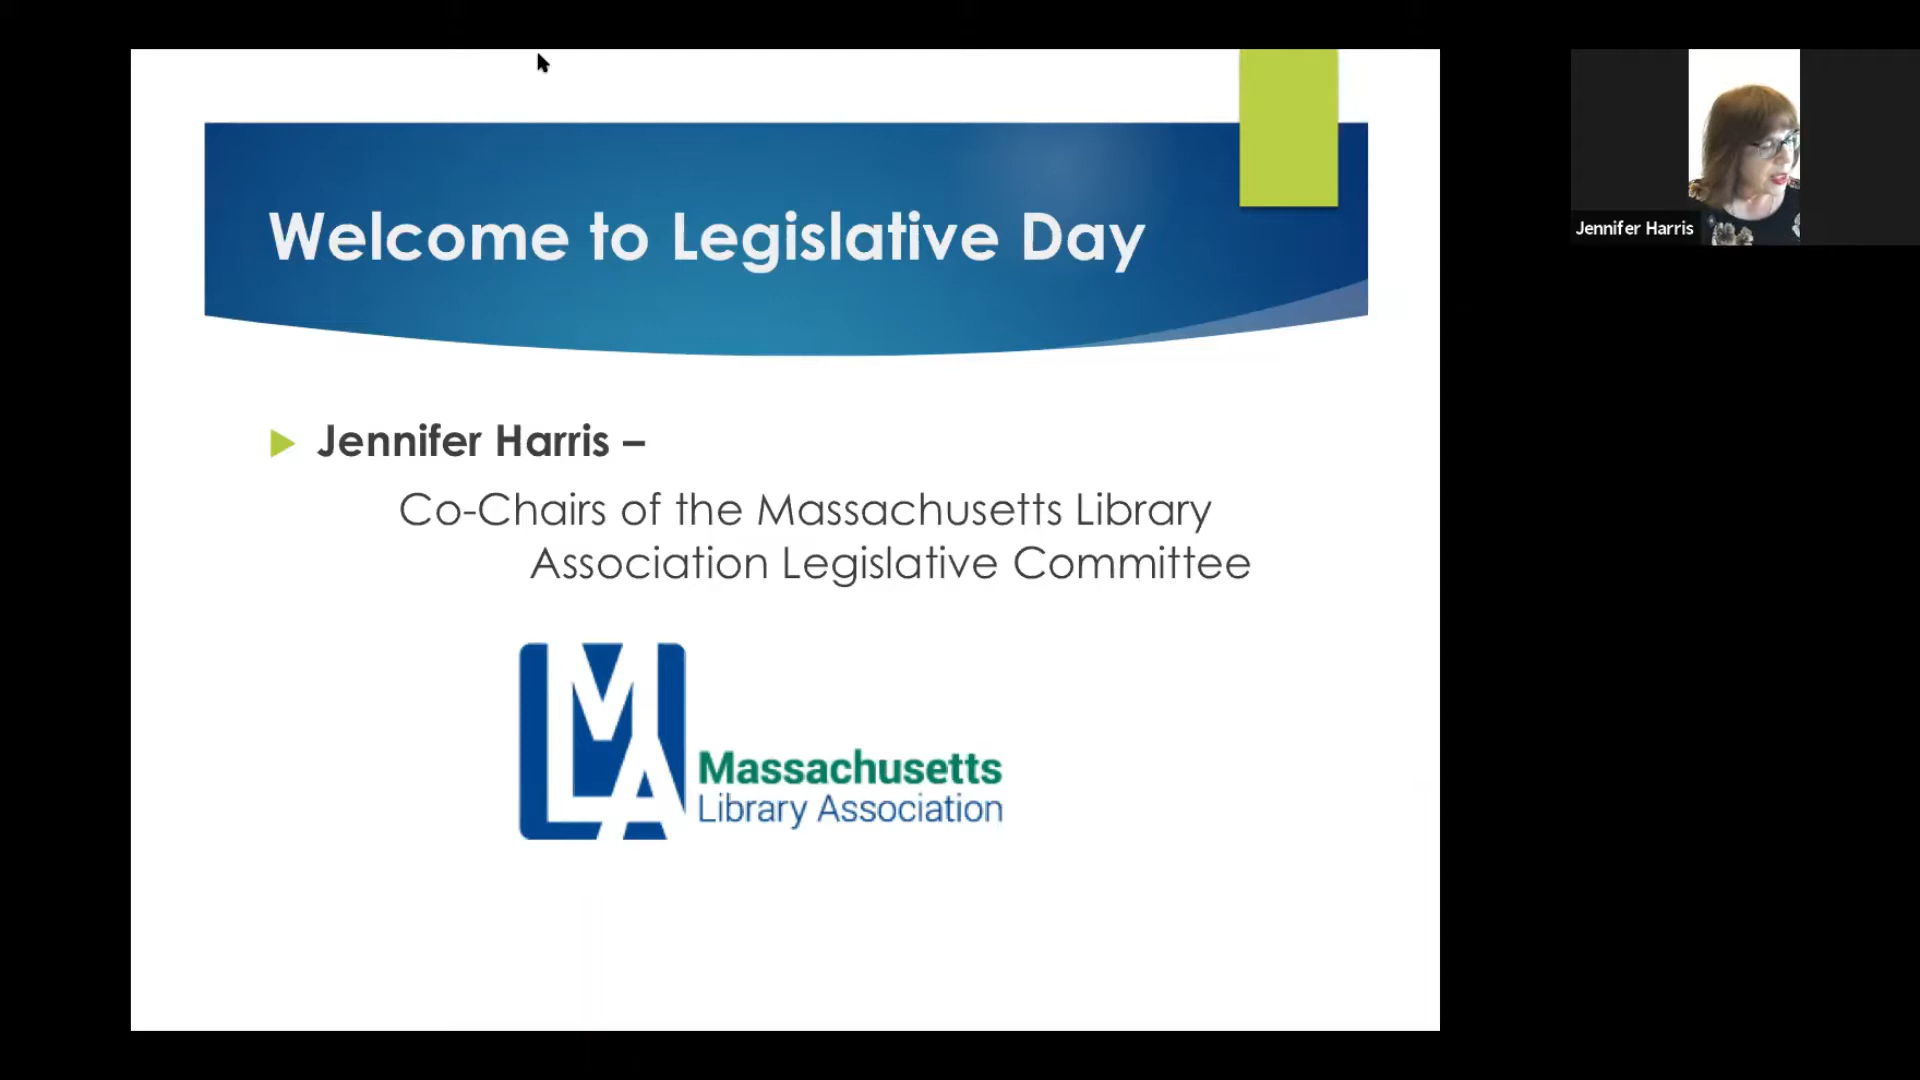 Welcome to Legislative Day
Jennifer Harris
Jennifer Harris –
Co-Chairs of the Massachusetts Library
Association Legislative Committee
MLA
Massachusetts
Library Association